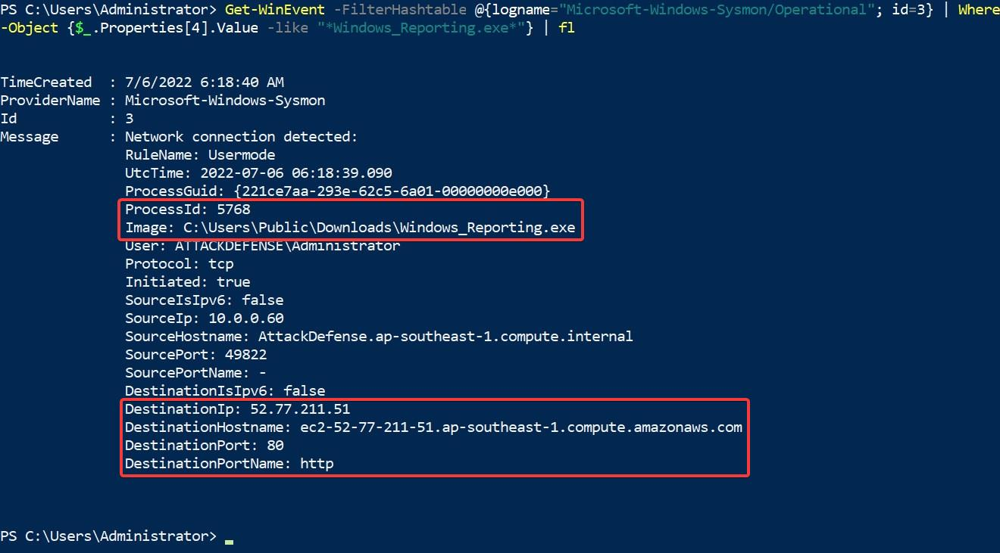 PS C:\Users\Administrator> Get-WinEvent -FilterHashtable @{logname="Microsoft-Windows-Sysmon/Operational"; id=3} | Where
-Object {$_.Properties[4].Value -like "*Windows_Reporting.exe*"} | fl
TimeCreated  : 7/6/2022 6:18:40 AM
ProviderName : Microsoft-Windows-Sysmon
Id           : 3
Message      : Network connection detected:
               RuleName: Usermode
               UtcTime: 2022-07-06 06:18:39.090
               ProcessGuid: {221ce7aa-293e-62c5-6a01-00000000e000}
               ProcessId: 5768
               Image: C:\Users\Public\Downloads\Windows_Reporting.exe
               User: ATTACKDEFENSE\Administrator
               Protocol: tcp
               Initiated: true
               SourceIsIpv6: false
               SourceIp: 10.0.0.60
               SourceHostname: AttackDefense.ap-southeast-1.compute.internal
               SourcePort: 49822
               SourcePortName: -
               DestinationIsIpv6: false
               DestinationIp: 52.77.211.51
               DestinationHostname: ec2-52-77-211-51.ap-southeast-1.compute.amazonaws.com
               DestinationPort: 80
               DestinationPortName: http
PS C:\Users\Administrator>